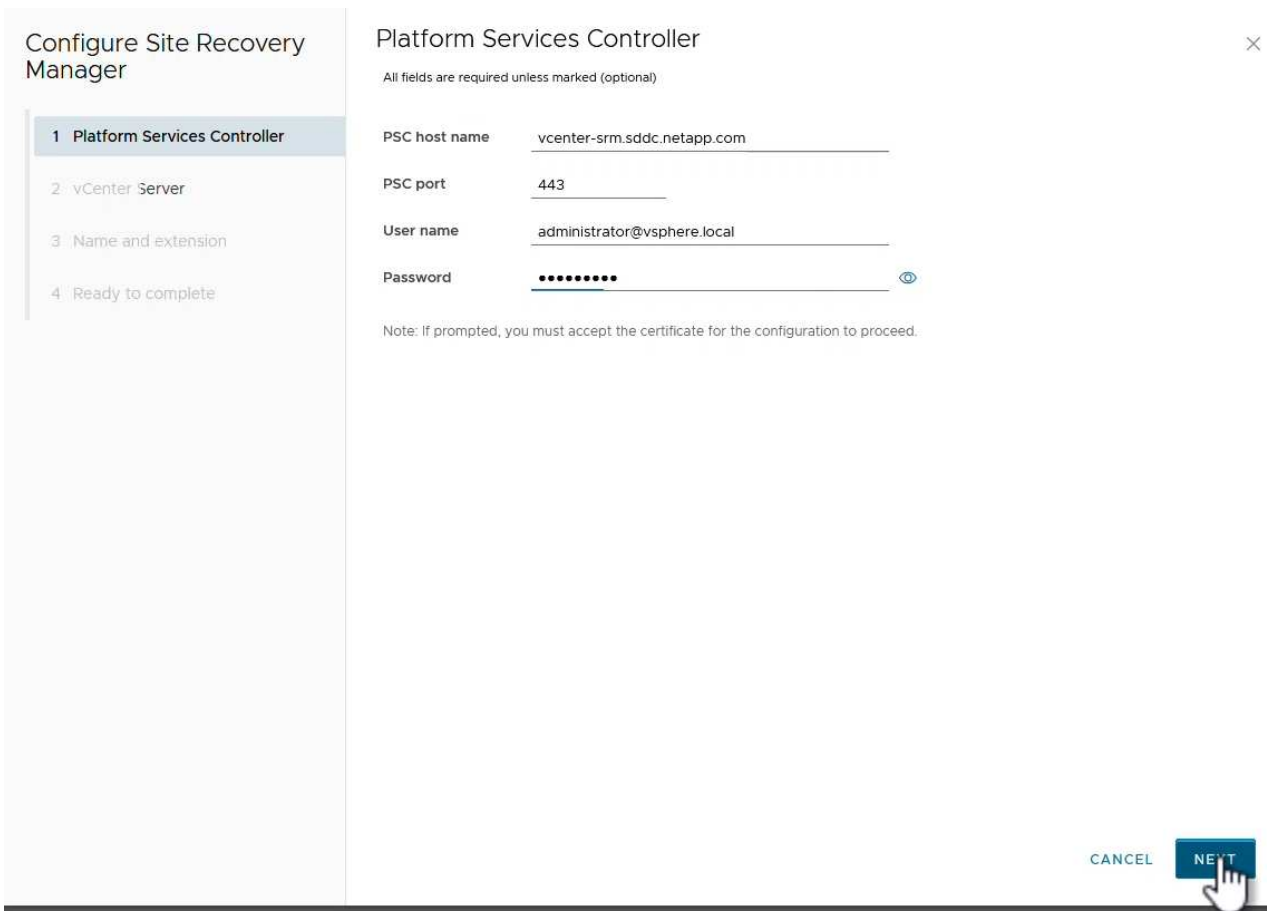 Configure Site Recovery
Manager
1 Platform Services Controller
2 vCenter Server
3 Name and extension
4 Ready to complete
Platform Services Controller
All fields are required unless marked (optional)
PSC host name vcenter-srm.sddc.netapp.com
PSC port 443
User name administrator@vsphere.local
Password •••••••••
Note: If prompted, you must accept the certificate for the configuration to proceed.
CANCEL NEXT